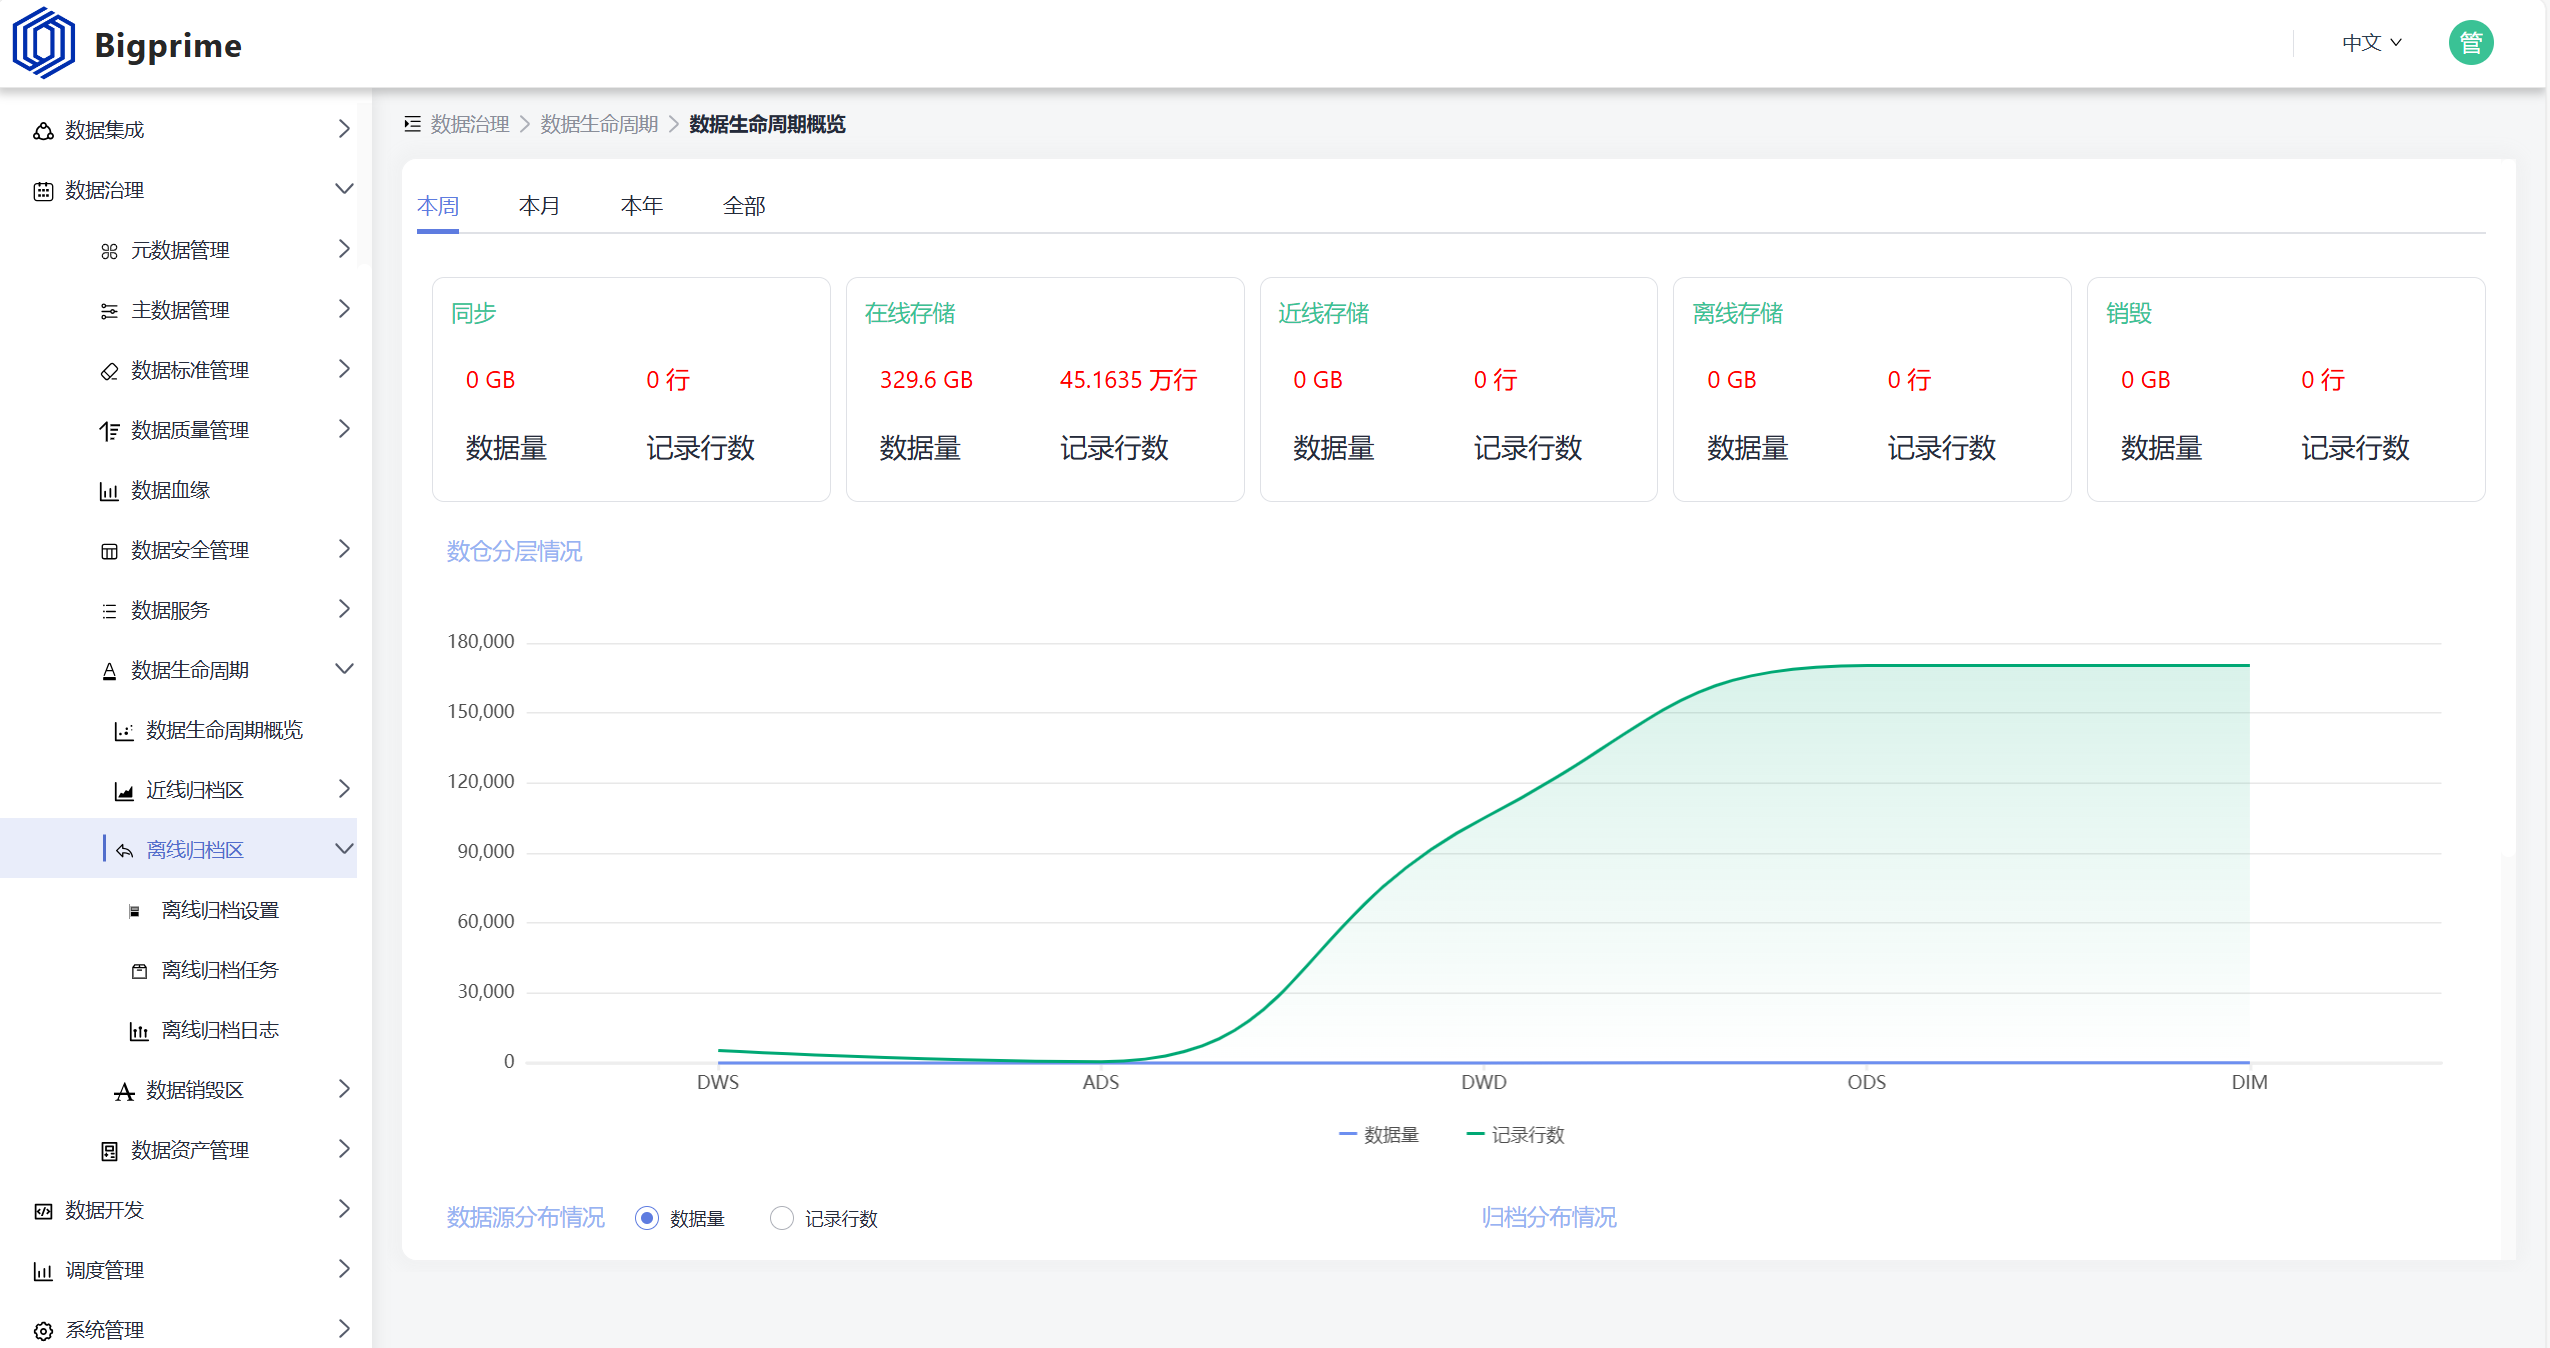 Bigprime
中文
管
数据集成
数据治理
元数据管理
主数据管理
数据标准管理
数据质量管理
数据血缘
数据安全管理
数据服务
数据生命周期
数据生命周期概览
近线归档区
离线归档区
离线归档设置
离线归档任务
离线归档日志
数据销毁区
数据资产管理
数据开发
调度管理
系统管理
数据治理 数据生命周期 数据生命周期概览
本周 本月 本年 全部
同步
0 GB 0 行
数据量 记录行数
在线存储
329.6 GB 45.1635 万行
数据量 记录行数
近线存储
0 GB 0 行
数据量 记录行数
离线存储
0 GB 0 行
数据量 记录行数
销毁
0 GB 0 行
数据量 记录行数
数仓分层情况
180,000
150,000
120,000
90,000
60,000
30,000
0
DWS ADS DWD ODS DIM
数据量 记录行数
数据源分布情况 数据量 记录行数
归档分布情况